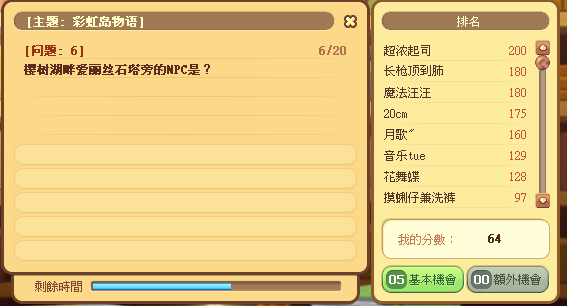 [主题: 彩虹岛物语]
[问題: 6]
6/20
樱树湖畔爱丽丝石塔旁的NPC是？
剩餘時間
排名
超浓起司 200
长枪顶到肺 180
魔法汪汪 180
20cm 175
月歌~ 160
音乐tue 129
花舞蝶 128
摸蜊仔兼洗褲 97
我的分數： 64
05 基本機會
00 額外機會